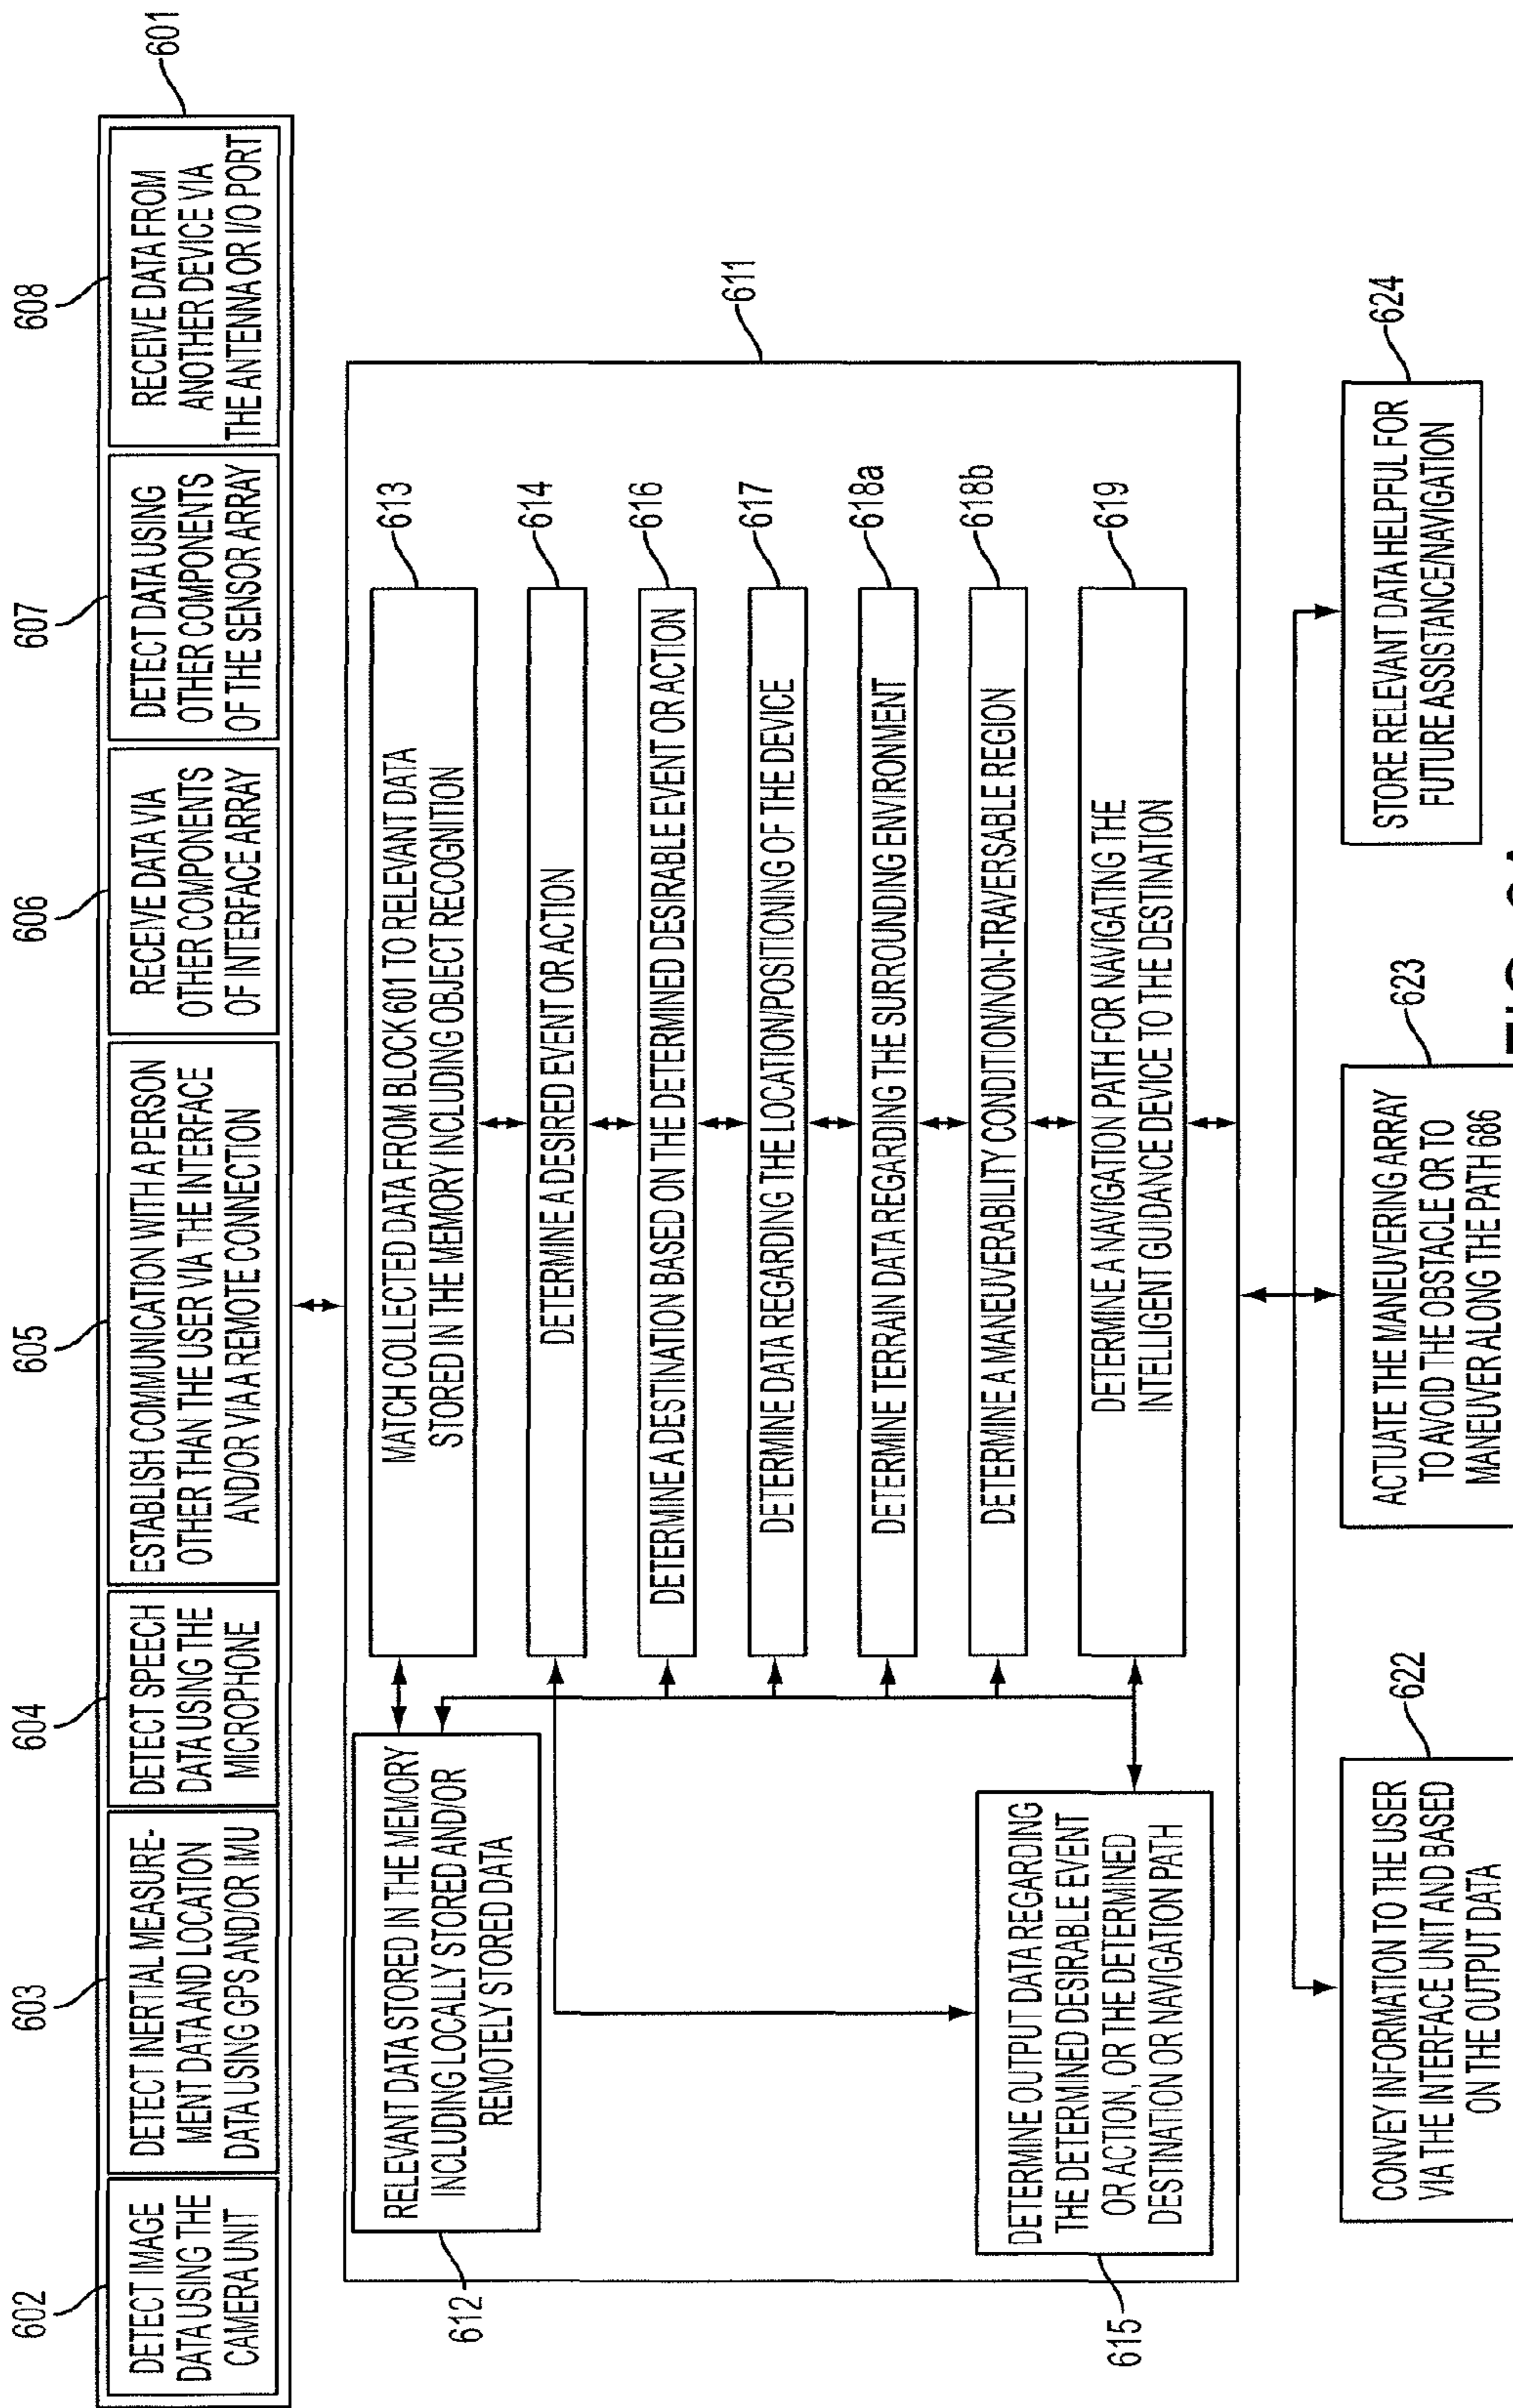 601
602
DETECT IMAGE
DATA USING THE
CAMERA UNIT
603
DETECT INERTIAL MEASURE-
MENT DATA AND LOCATION
DATA USING GPS AND/OR IMU
604
DETECT SPEECH
DATA USING THE
MICROPHONE
605
ESTABLISH COMMUNICATION WITH A PERSON
OTHER THAN THE USER VIA THE INTERFACE
AND/OR VIA A REMOTE CONNECTION
606
RECEIVE DATA VIA
OTHER COMPONENTS
OF INTERFACE ARRAY
607
DETECT DATA USING
OTHER COMPONENTS
OF THE SENSOR ARRAY
608
RECEIVE DATA FROM
ANOTHER DEVICE VIA
THE ANTENNA OR I/O PORT
611
612
RELEVANT DATA STORED IN THE MEMORY
INCLUDING LOCALLY STORED AND/OR
REMOTELY STORED DATA
613
MATCH COLLECTED DATA FROM BLOCK 601 TO RELEVANT DATA
STORED IN THE MEMORY INCLUDING OBJECT RECOGNITION
614
DETERMINE A DESIRED EVENT OR ACTION
616
DETERMINE A DESTINATION BASED ON THE DETERMINED DESIRABLE EVENT OR ACTION
617
DETERMINE DATA REGARDING THE LOCATION/POSITIONING OF THE DEVICE
618a
DETERMINE TERRAIN DATA REGARDING THE SURROUNDING ENVIRONMENT
618b
DETERMINE A MANEUVERABILITY CONDITION/NON-TRAVERSABLE REGION
619
DETERMINE A NAVIGATION PATH FOR NAVIGATING THE
INTELLIGENT GUIDANCE DEVICE TO THE DESTINATION
615
DETERMINE OUTPUT DATA REGARDING
THE DETERMINED DESIRABLE EVENT
OR ACTION, OR THE DETERMINED
DESTINATION OR NAVIGATION PATH
622
CONVEY INFORMATION TO THE USER
VIA THE INTERFACE UNIT AND BASED
ON THE OUTPUT DATA
623
ACTUATE THE MANEUVERING ARRAY
TO AVOID THE OBSTACLE OR TO
MANEUVER ALONG THE PATH 686
624
STORE RELEVANT DATA HELPFUL FOR
FUTURE ASSISTANCE/NAVIGATION